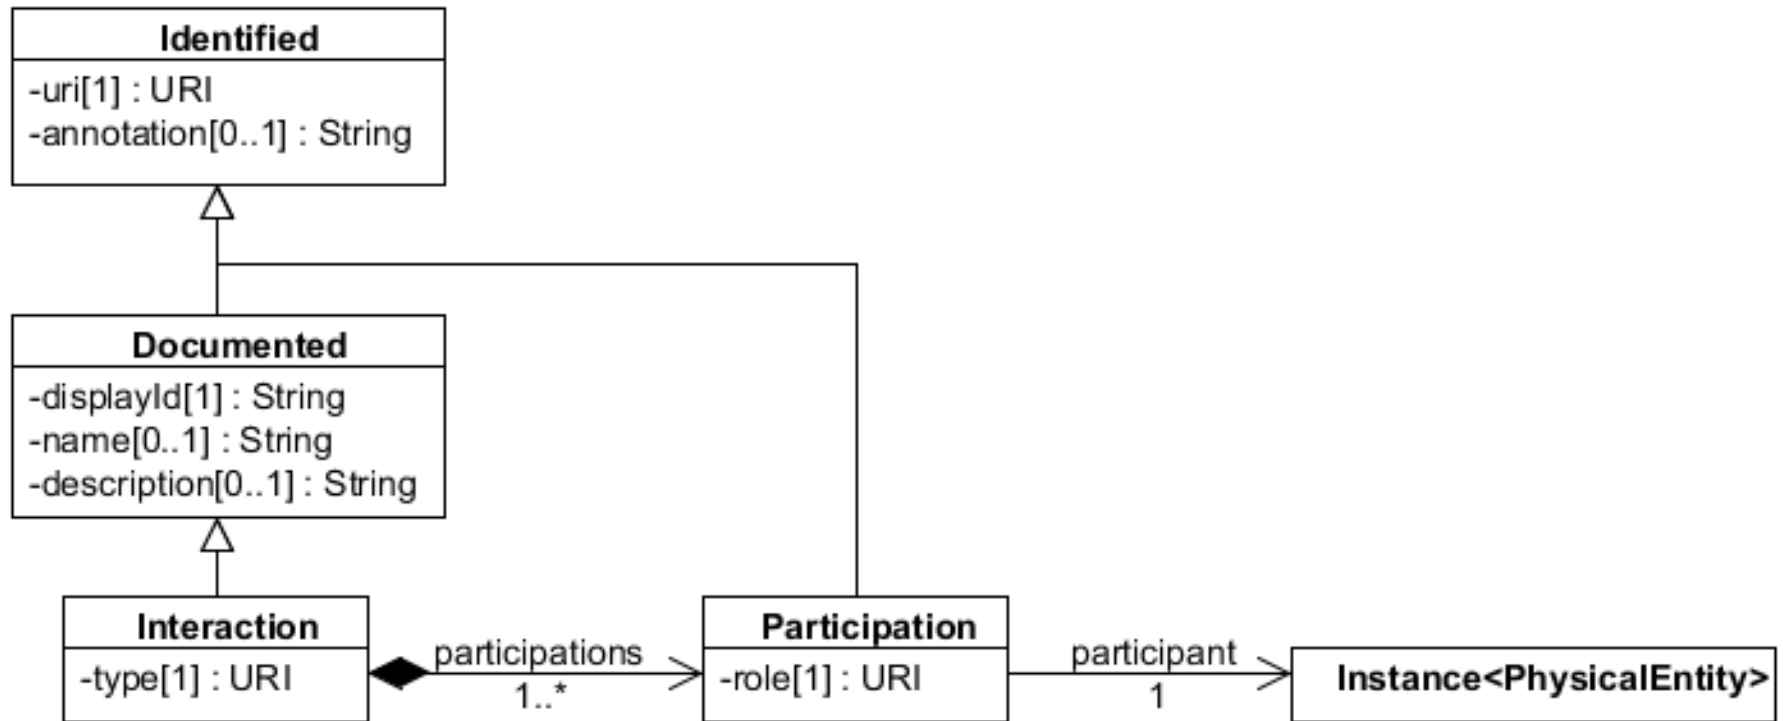 Identified
-uri[1] : URI
-annotation[0..1] : String
Documented
-displayId[1] : String
-name[0..1] : String
-description[0..1] : String
Interaction
-type[1] : URI
participations
1..*
Participation
-role[1] : URI
participant
1
Instance<PhysicalEntity>